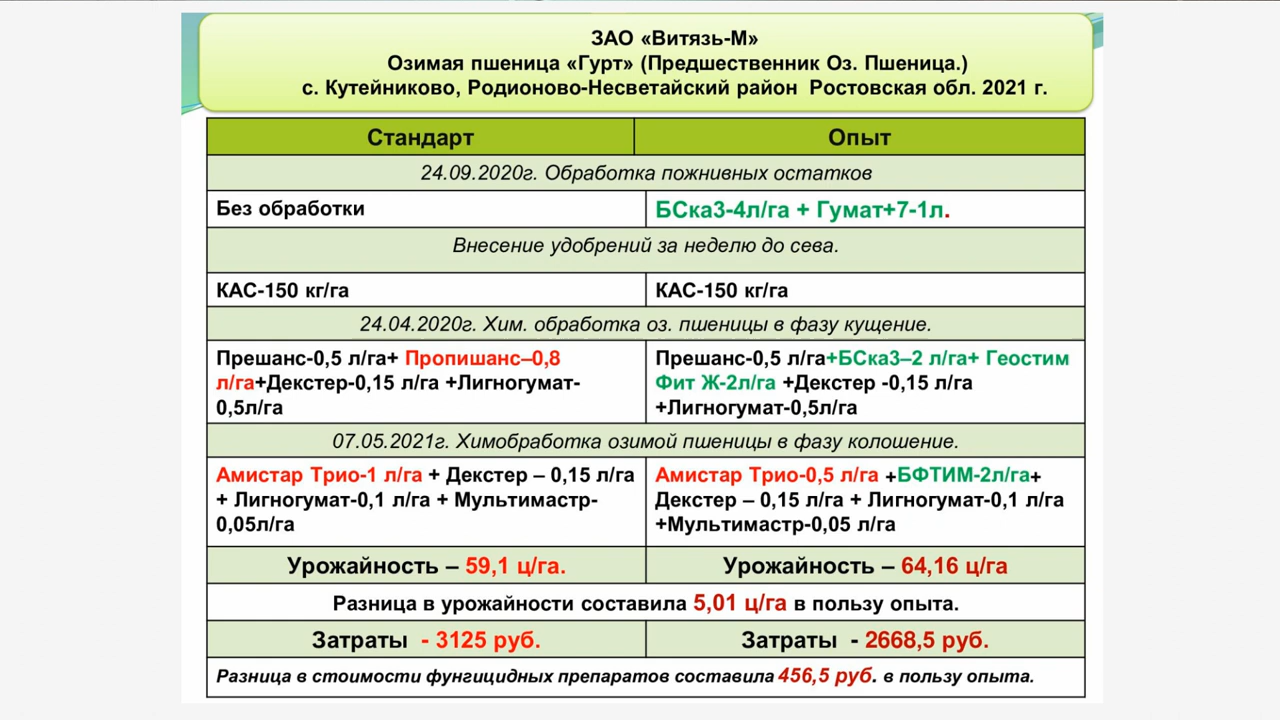 ЗАО «Витязь-М»
Озимая пшеница «Гурт» (Предшественник Оз. Пшеница.)
с. Кутейниково, Родионово-Несветайский район Ростовская обл. 2021 г.
Стандарт
Опыт
24.09.2020г. Обработка пожнивных остатков
Без обработки
БСка3-4л/га + Гумат+7-1л.
Внесение удобрений за неделю до сева.
КАС-150 кг/га
КАС-150 кг/га
24.04.2020г. Хим. обработка оз. пшеницы в фазу кущение.
Прешанс-0,5 л/га+ Пропишанс–0,8
л/га+Декстер-0,15 л/га +Лигногумат-
0,5л/га
Прешанс-0,5 л/га+БСка3–2 л/га+ Геостим
Фит Ж-2л/га +Декстер -0,15 л/га
+Лигногумат-0,5л/га
07.05.2021г. Химобработка озимой пшеницы в фазу колошение.
Амистар Трио-1 л/га + Декстер – 0,15 л/га
+ Лигногумат-0,1 л/га + Мультимастр-
0,05л/га
Амистар Трио-0,5 л/га +БФТИМ-2л/га+
Декстер – 0,15 л/га + Лигногумат-0,1 л/га
+Мультимастр-0,05 л/га
Урожайность – 59,1 ц/га.
Урожайность – 64,16 ц/га
Разница в урожайности составила 5,01 ц/га в пользу опыта.
Затраты - 3125 руб.
Затраты - 2668,5 руб.
Разница в стоимости фунгицидных препаратов составила 456,5 руб. в пользу опыта.